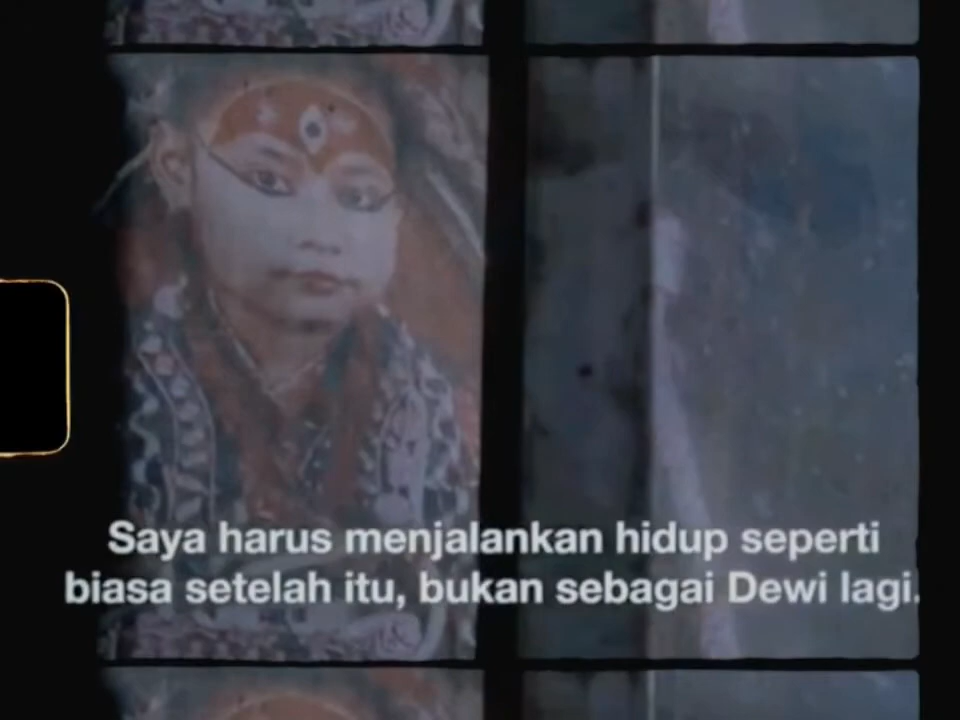 Saya harus menjalankan hidup seperti
biasa setelah itu, bukan sebagai Dewi lagi.